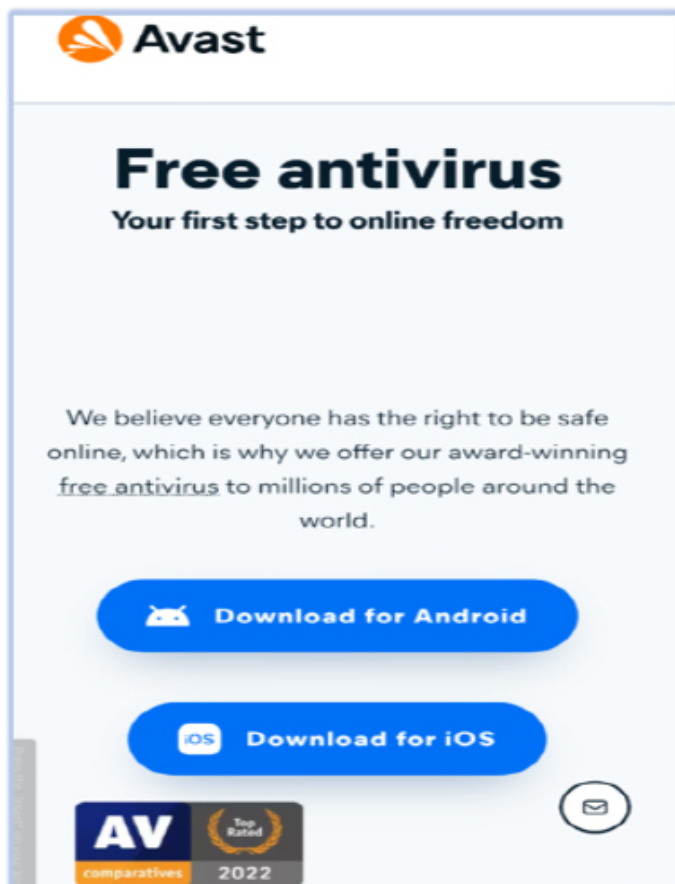 Avast
Free antivirus
Your first step to online freedom
We believe everyone has the right to be safe
online, which is why we offer our award-winning
free antivirus to millions of people around the
world.
Download for Android
iOS Download for iOS
AV
Top
Rated
comparatives 2022